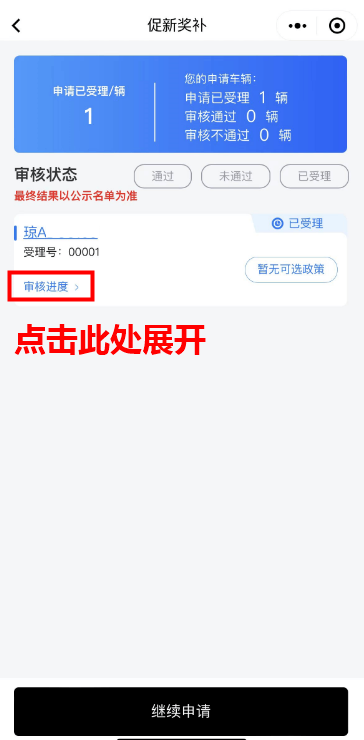 促新奖补
申请已受理/辆
1
您的申请车辆：
申请已受理 1 辆
审核通过 0 辆
审核不通过 0 辆
审核状态
通过
未通过
已受理
最终结果以公示名单为准
已受理
琼A
受理号：00001
暂无可选政策
审核进度 >
点击此处展开
继续申请